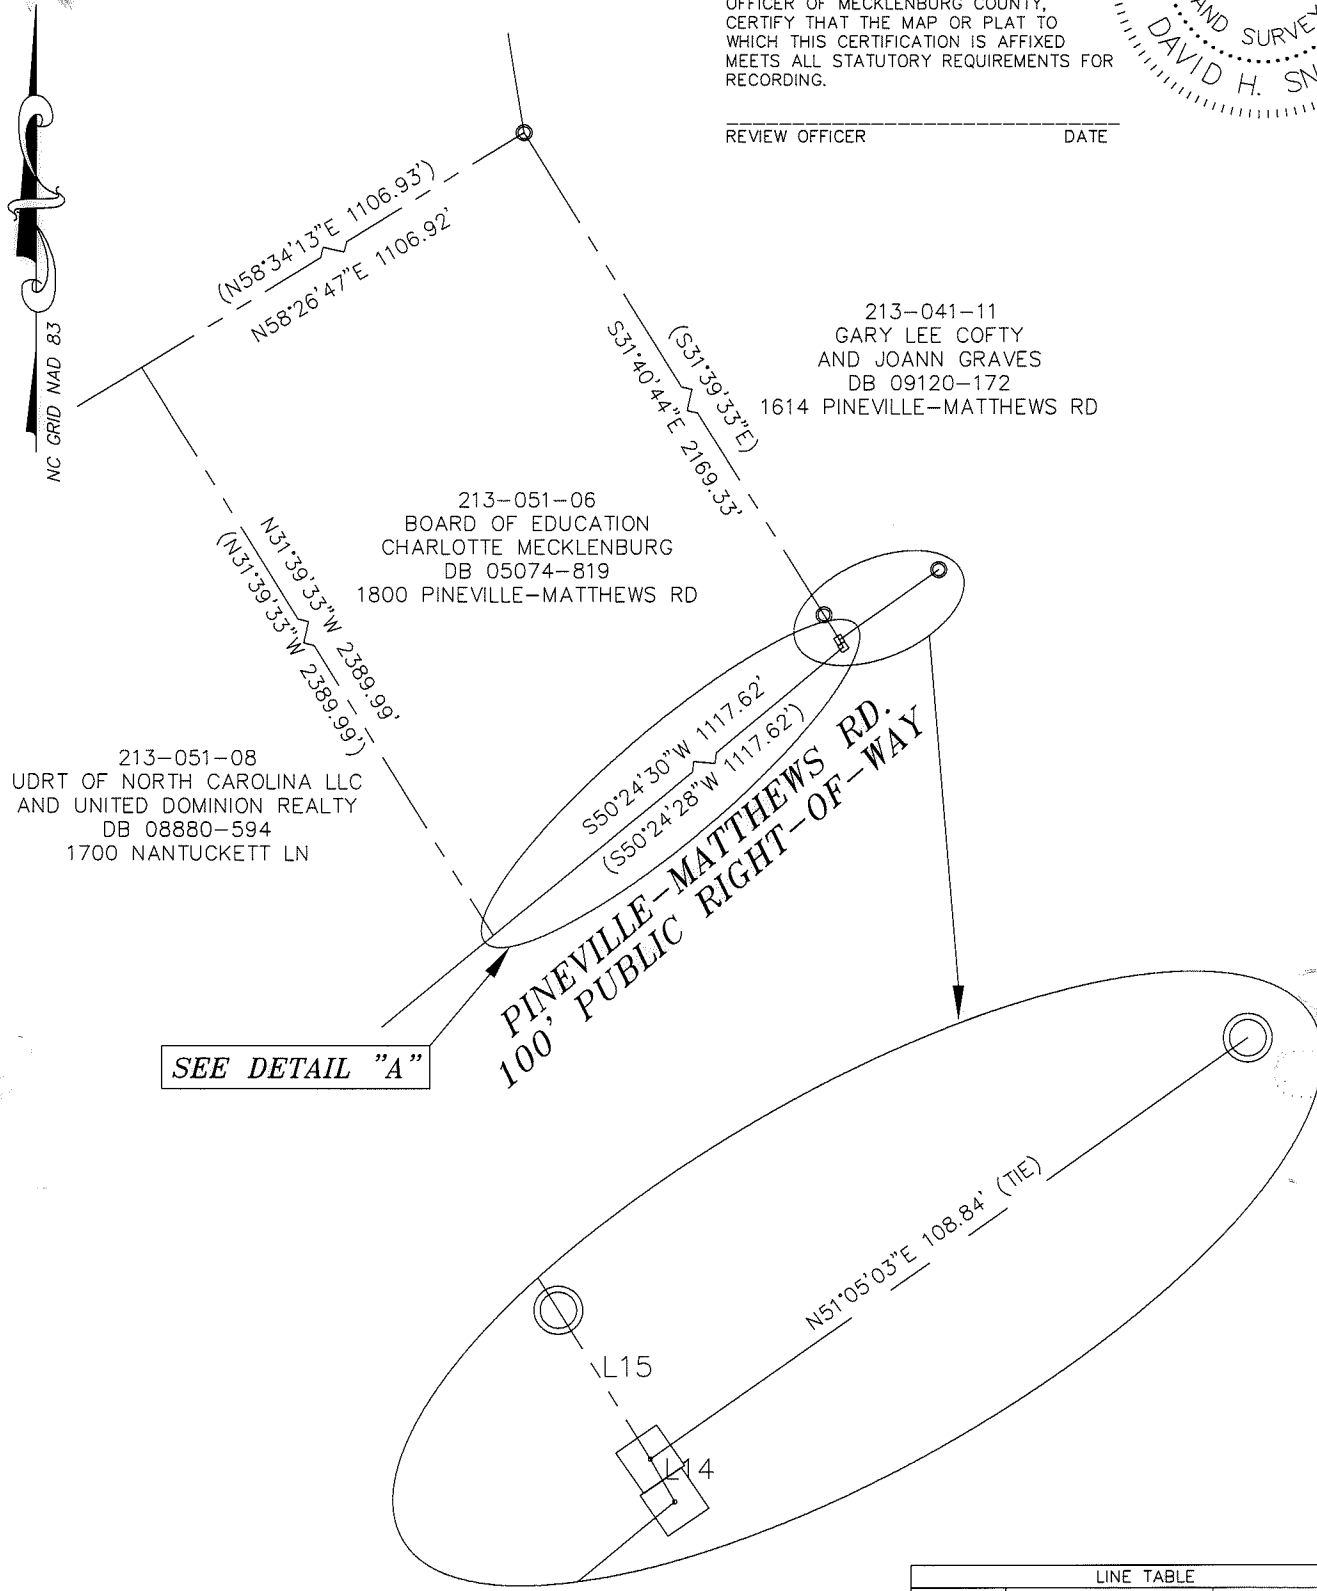 OFFICER OF MECKLENBURG COUNTY,
CERTIFY THAT THE MAP OR PLAT TO
WHICH THIS CERTIFICATION IS AFFIXED
MEETS ALL STATUTORY REQUIREMENTS FOR
RECORDING.
REVIEW OFFICER DATE
AND SURVEY
DAVID H. SN
NC GRID NAD 83
(N58°34'13"E 1106.93')
N58°26'47"E 1106.92'
(S31°39'33"E)
S31°40'44"E 2169.33'
213-041-11
GARY LEE COFTY
AND JOANN GRAVES
DB 09120-172
1614 PINEVILLE-MATTHEWS RD
213-051-06
BOARD OF EDUCATION
CHARLOTTE MECKLENBURG
DB 05074-819
1800 PINEVILLE-MATTHEWS RD
N31°39'33"W 2389.99'
(N31°39'33"W 2389.99')
213-051-08
UDRT OF NORTH CAROLINA LLC
AND UNITED DOMINION REALTY
DB 08880-594
1700 NANTUCKETT LN
S50°24'30"W 1117.62'
(S50°24'28"W 1117.62')
PINEVILLE-MATTHEWS RD.
100' PUBLIC RIGHT-OF-WAY
SEE DETAIL "A"
N51°05'03"E 108.84' (TIE)
L15
L14
LINE TABLE